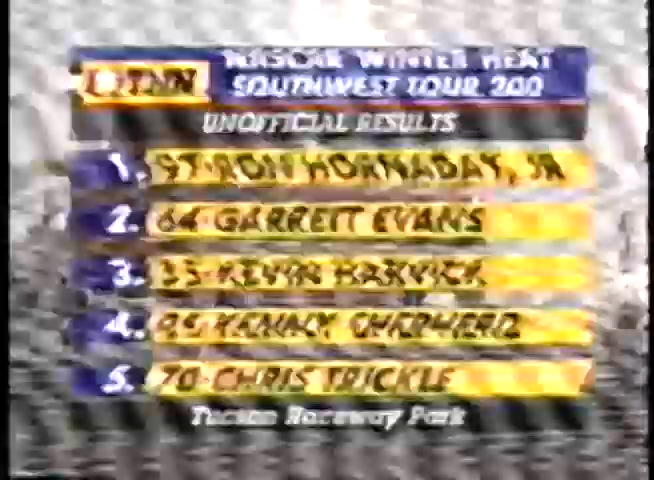 TNN
NASCAR WINTER HEAT
SOUTHWEST TOUR 200
UNOFFICIAL RESULTS
1. 97-RON HORNADAY, JR
2. 64-GARRETT EVANS
3. 35-KEVIN HARVICK
4. KENNY SHEPHERD
5. 70-CHRIS TRICKLE
Tucson Raceway Park